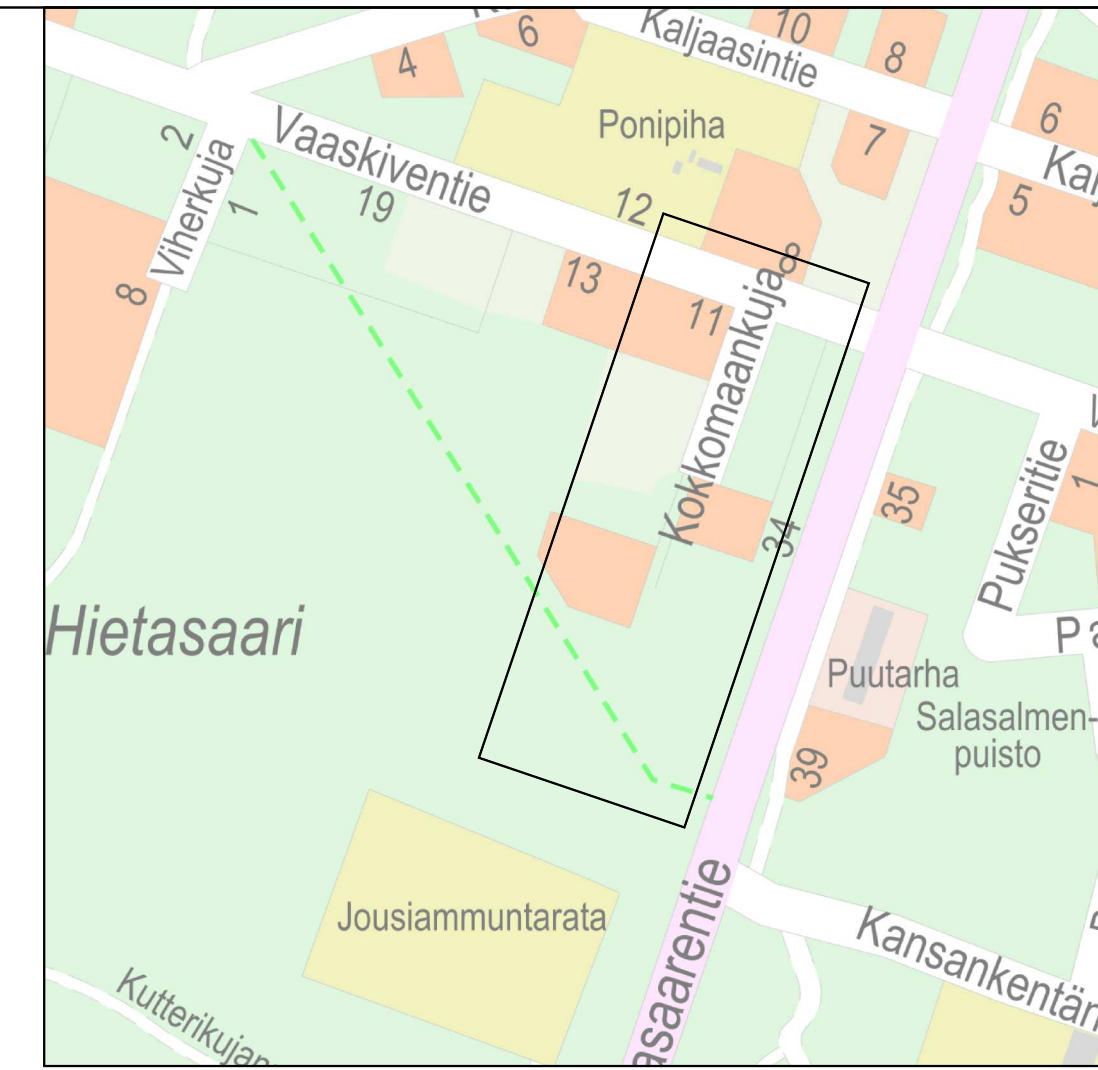 Kaljaasintie
10
8
6
4
6
Ponipiha
7
Vaaskiventie
2
Viherkuja
1
19
12
5
8
13
11
8
Kokkomaankuja
34
35
1
Pukseritie
Hietasaari
Puutarha
Salasalmen-
puisto
39
Jousiammuntarata
asaarentie
Kansankentän
Kutterikujan